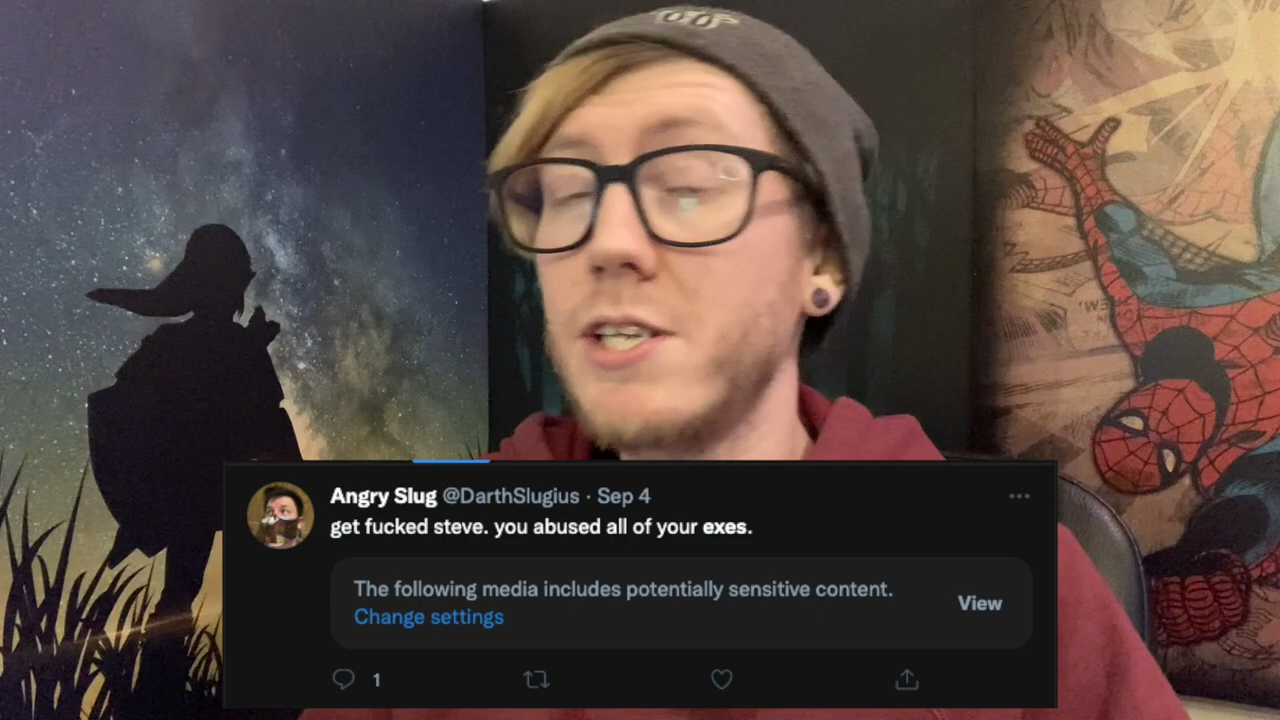 Angry Slug @DarthSlugius · Sep 4
get fucked steve. you abused all of your exes.
The following media includes potentially sensitive content.
Change settings
View
1